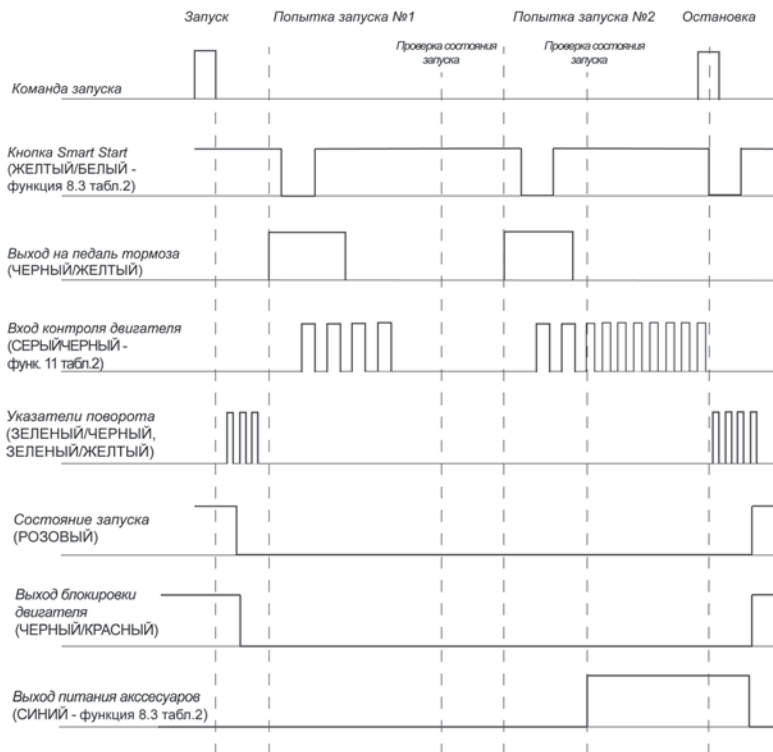 Запуск
Попытка запуска №1
Попытка запуска №2
Остановка
Проверка состояния
запуска
Проверка состояния
запуска
Команда запуска
Кнопка Smart Start
(ЖЕЛТЫЙ/БЕЛЫЙ -
функция 8.3 табл.2)
Выход на педаль тормоза
(ЧЕРНЫЙ/ЖЕЛТЫЙ)
Вход контроля двигателя
(СЕРЫЙЧЕРНЫЙ -
функ. 11 табл.2)
Указатели поворота
(ЗЕЛЕНЫЙ/ЧЕРНЫЙ,
ЗЕЛЕНЫЙ/ЖЕЛТЫЙ)
Состояние запуска
(РОЗОВЫЙ)
Выход блокировки
двигателя
(ЧЕРНЫЙ/КРАСНЫЙ)
Выход питания акссесуаров
(СИНИЙ - функция 8.3 табл.2)